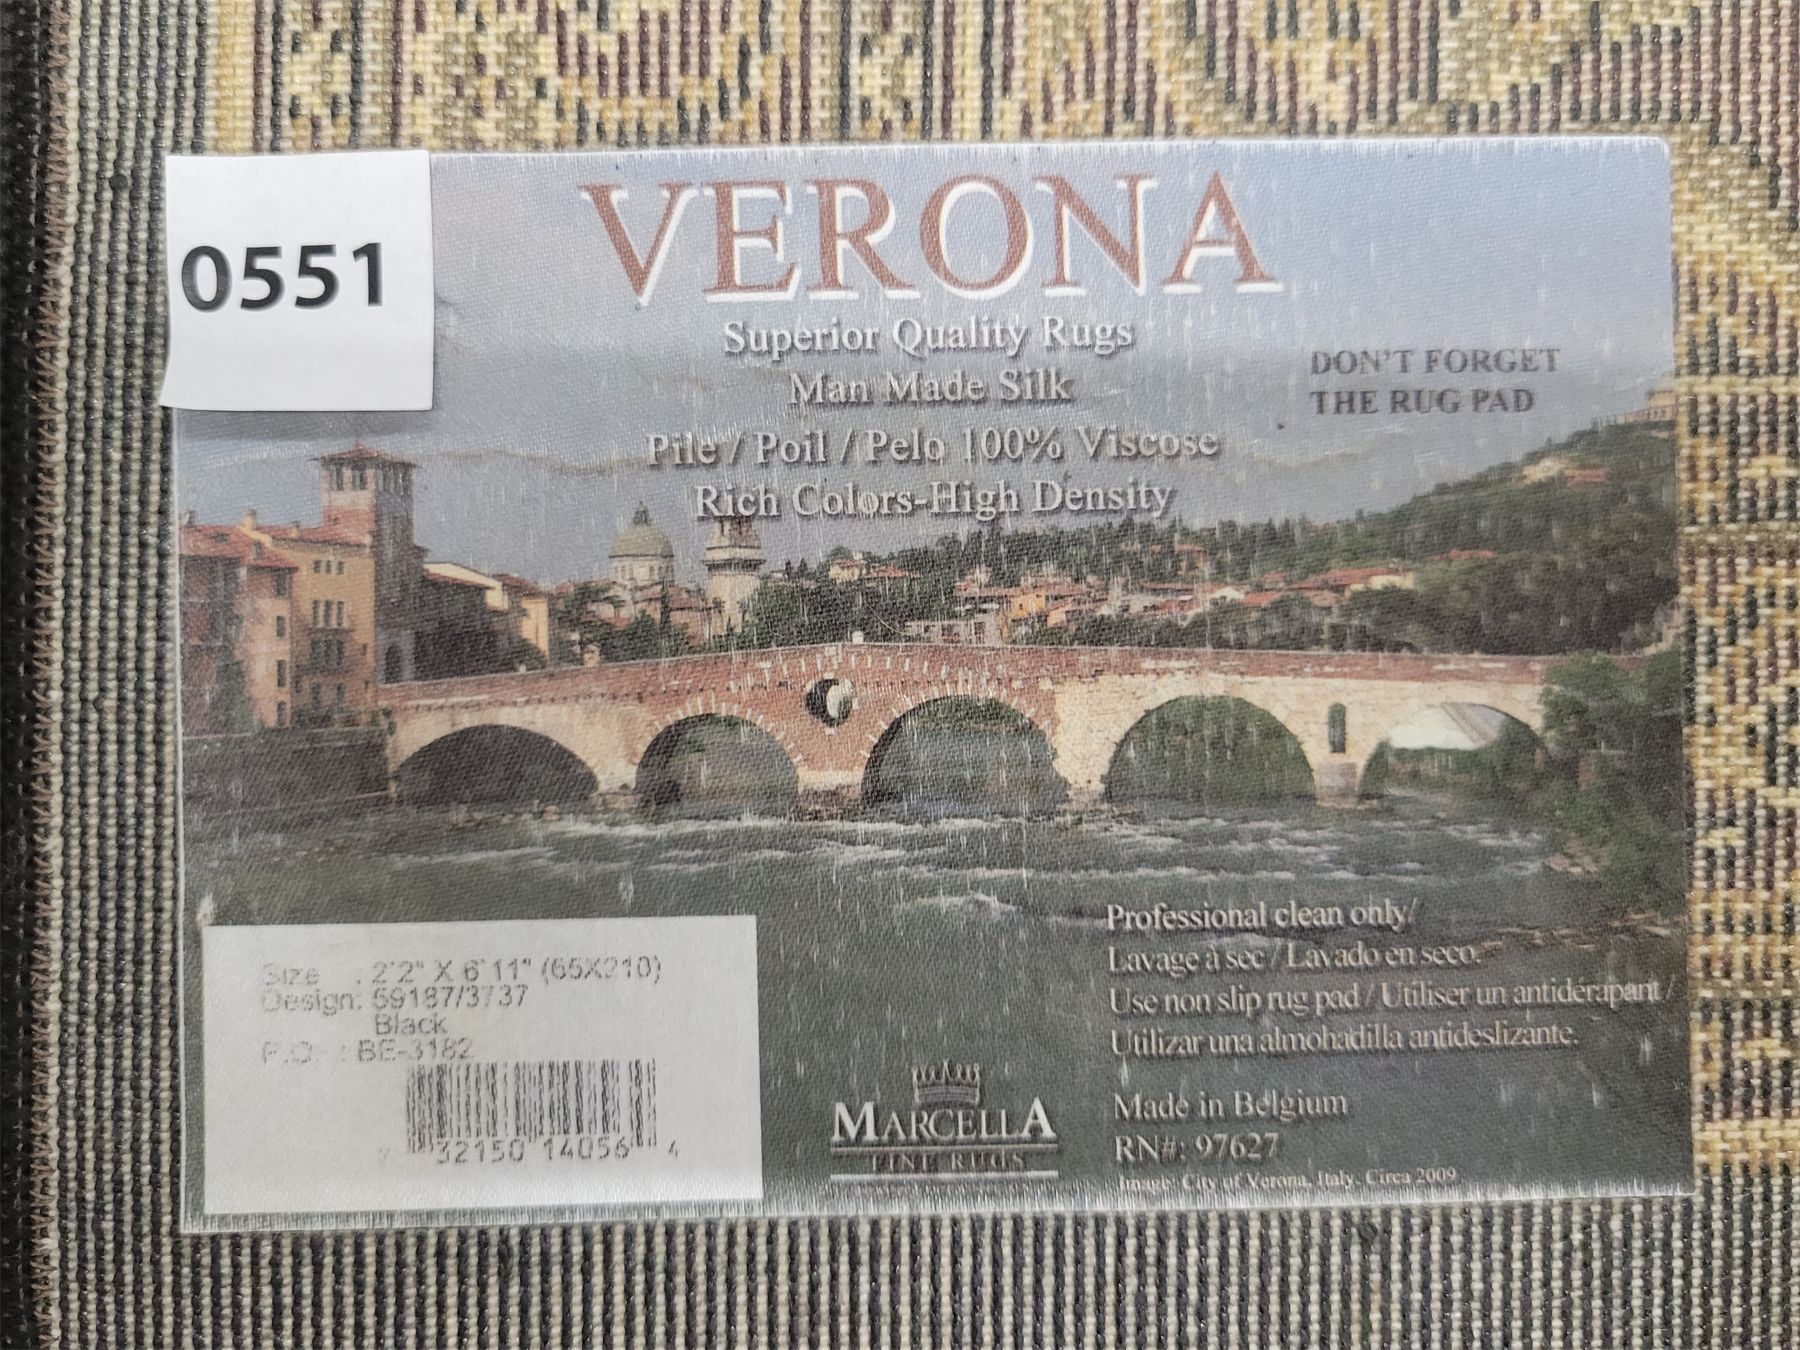 0551
VERONA
Superior Quality Rugs
Man Made Silk
Pile / Poil / Pelo 100% Viscose
Rich Colors-High Density
DON'T FORGET
THE RUG PAD
Size : 2'2" X 6'11" (65X210)
Design: 59187/3737
Black
P.O. : BE-3182
32150 14056 4
Professional clean only/
Lavage à sec / Lavado en seco.
Use non slip rug pad / Utiliser un antidérapant /
Utilizar una almohadilla antideslizante.
MARCELLA
FINE RUGS
Made in Belgium
RN#: 97627
Image: City of Verona, Italy. Circa 2009